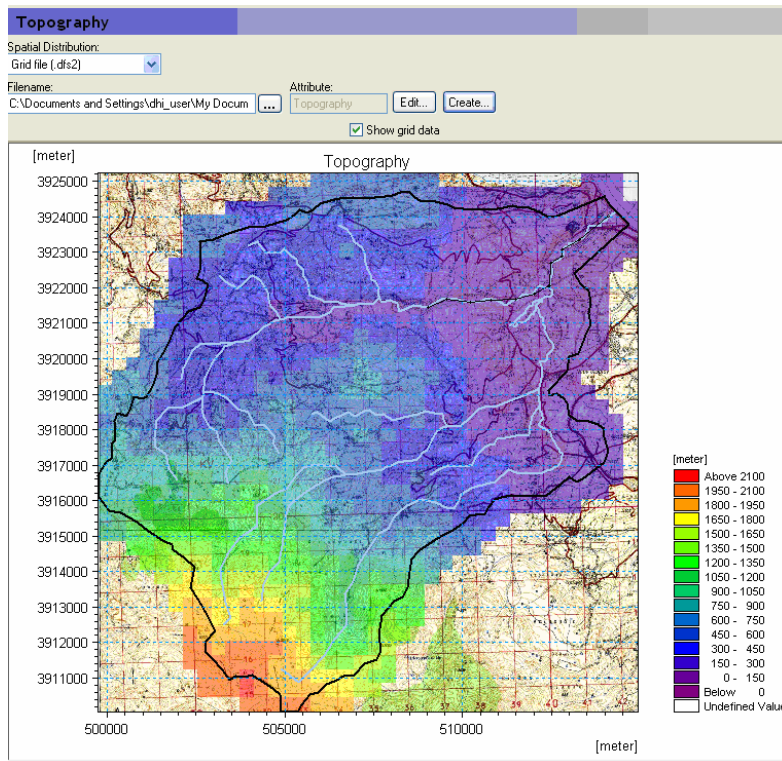 Topography
Spatial Distribution:
Grid file (.dfs2)
Filename:
Attribute:
C:\Documents and Settings\dhi_user\My Docum
...
Topography
Edit...
Create...
Show grid data
[meter]
Topography
3925000
3924000
3923000
3922000
3921000
3920000
3919000
3918000
3917000
3916000
3915000
3914000
3913000
3912000
3911000
500000
505000
510000
[meter]
[meter]
Above 2100
1950 - 2100
1800 - 1950
1650 - 1800
1500 - 1650
1350 - 1500
1200 - 1350
1050 - 1200
900 - 1050
750 - 900
600 - 750
450 - 600
300 - 450
150 - 300
0 - 150
Below 0
Undefined Value